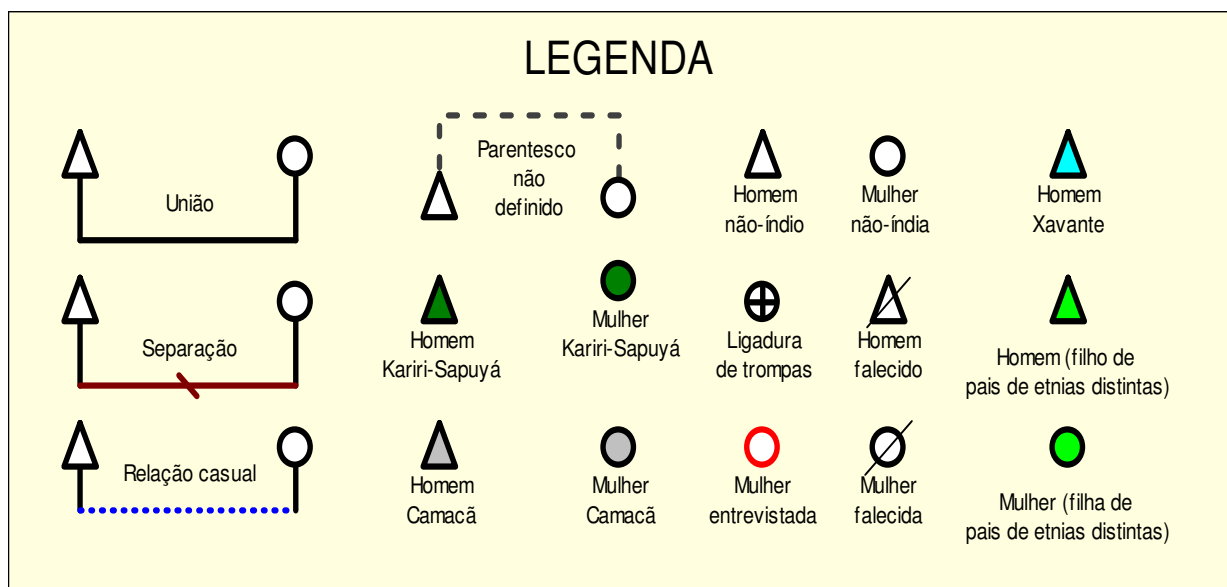 LEGENDA
União
Parentesco
não
definido
Homem
não-índio
Mulher
não-índia
Homem
Xavante
Separação
Homem
Kariri-Sapuyá
Mulher
Kariri-Sapuyá
Ligadura
de trompas
Homem
falecido
Homem (filho de
pais de etnias distintas)
Relação casual
Homem
Camacã
Mulher
Camacã
Mulher
entrevistada
Mulher
falecida
Mulher (filha de
pais de etnias distintas)